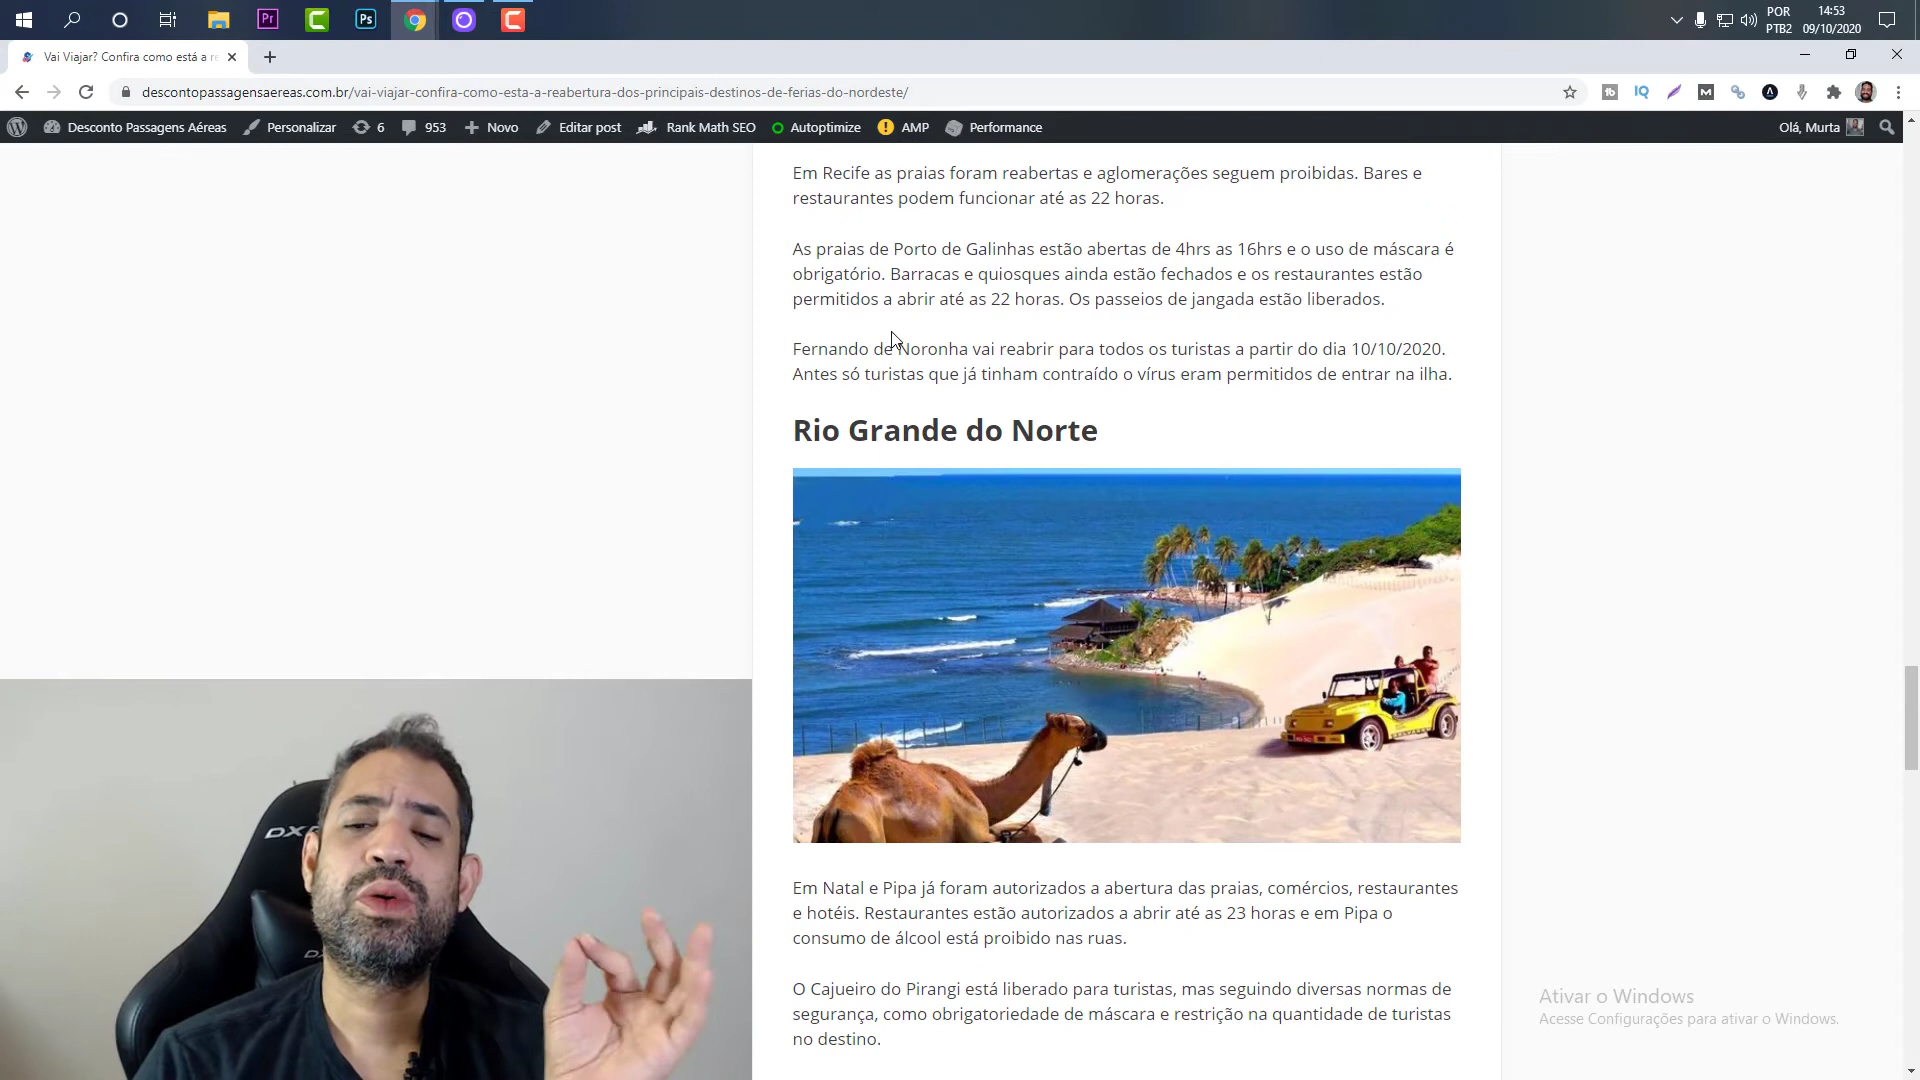 POR
PTB2
14:53
09/10/2020
Pr
Ps
Vai Viajar? Confira como está a re
descontopassagensaereas.com.br/vai-viajar-confira-como-esta-a-reabertura-dos-principais-destinos-de-ferias-do-nordeste/
IQ
M
Desconto Passagens Aéreas
Personalizar
6
953
Novo
Editar post
Rank Math SEO
Autoptimize
AMP
Performance
Olá, Murta
Em Recife as praias foram reabertas e aglomerações seguem proibidas. Bares e
restaurantes podem funcionar até as 22 horas.
As praias de Porto de Galinhas estão abertas de 4hrs as 16hrs e o uso de máscara é
obrigatório. Barracas e quiosques ainda estão fechados e os restaurantes estão
permitidos a abrir até as 22 horas. Os passeios de jangada estão liberados.
Fernando de Noronha vai reabrir para todos os turistas a partir do dia 10/10/2020.
Antes só turistas que já tinham contraído o vírus eram permitidos de entrar na ilha.
Rio Grande do Norte
Em Natal e Pipa já foram autorizados a abertura das praias, comércios, restaurantes
e hotéis. Restaurantes estão autorizados a abrir até as 23 horas e em Pipa o
consumo de álcool está proibido nas ruas.
O Cajueiro do Pirangi está liberado para turistas, mas seguindo diversas normas de
segurança, como obrigatoriedade de máscara e restrição na quantidade de turistas
no destino.
Ativar o Windows
Acesse Configurações para ativar o Windows.